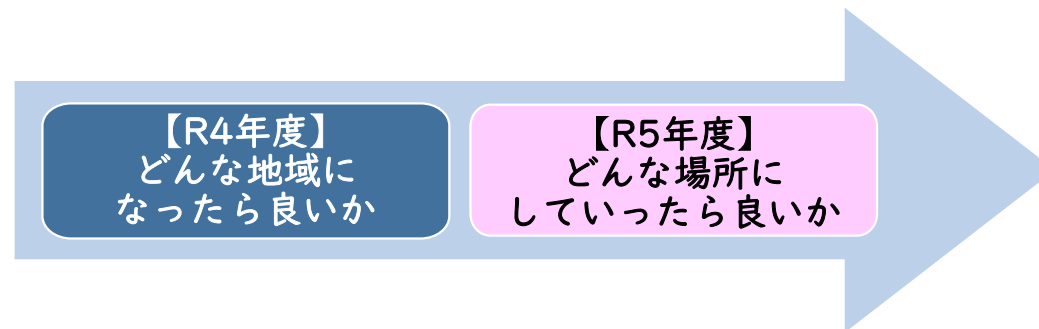 【R4年度】
どんな地域に
なったら良いか
【R5年度】
どんな場所に
していったら良いか